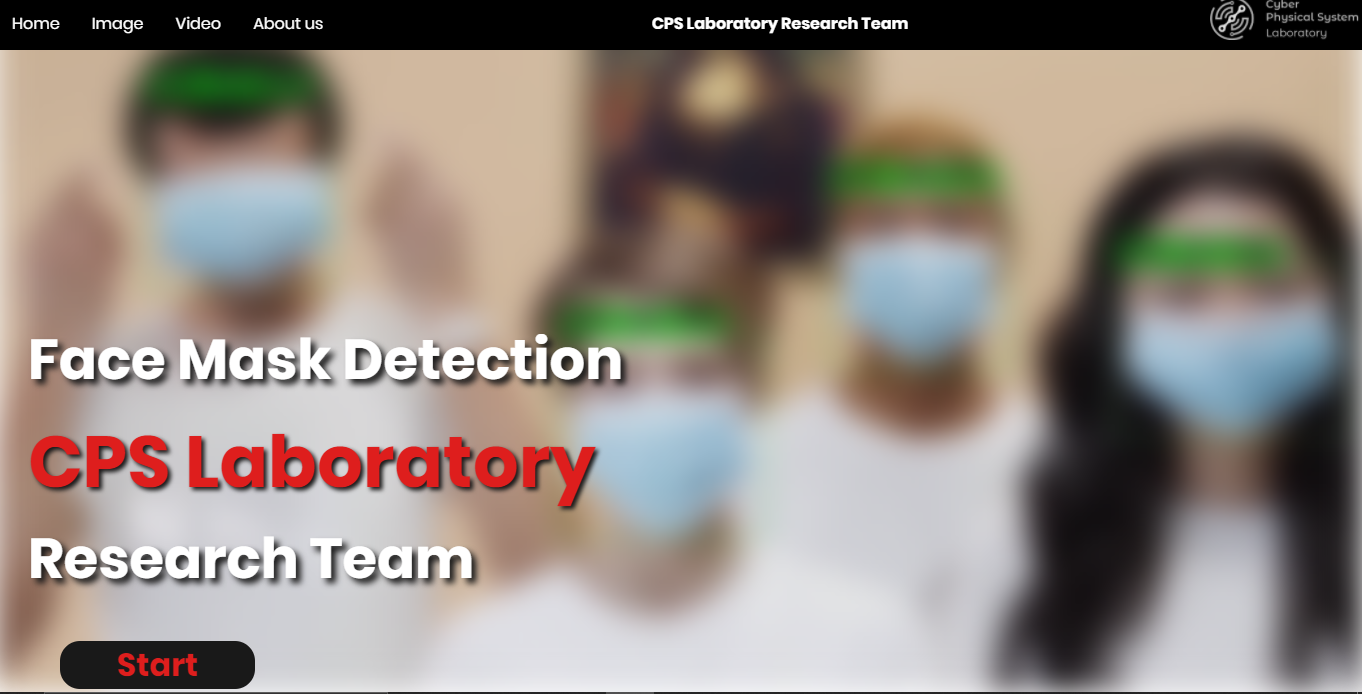 Home Image Video About us CPS Laboratory Research Team
Cyber
Physical System
Laboratory
Face Mask Detection
CPS Laboratory
Research Team
Start